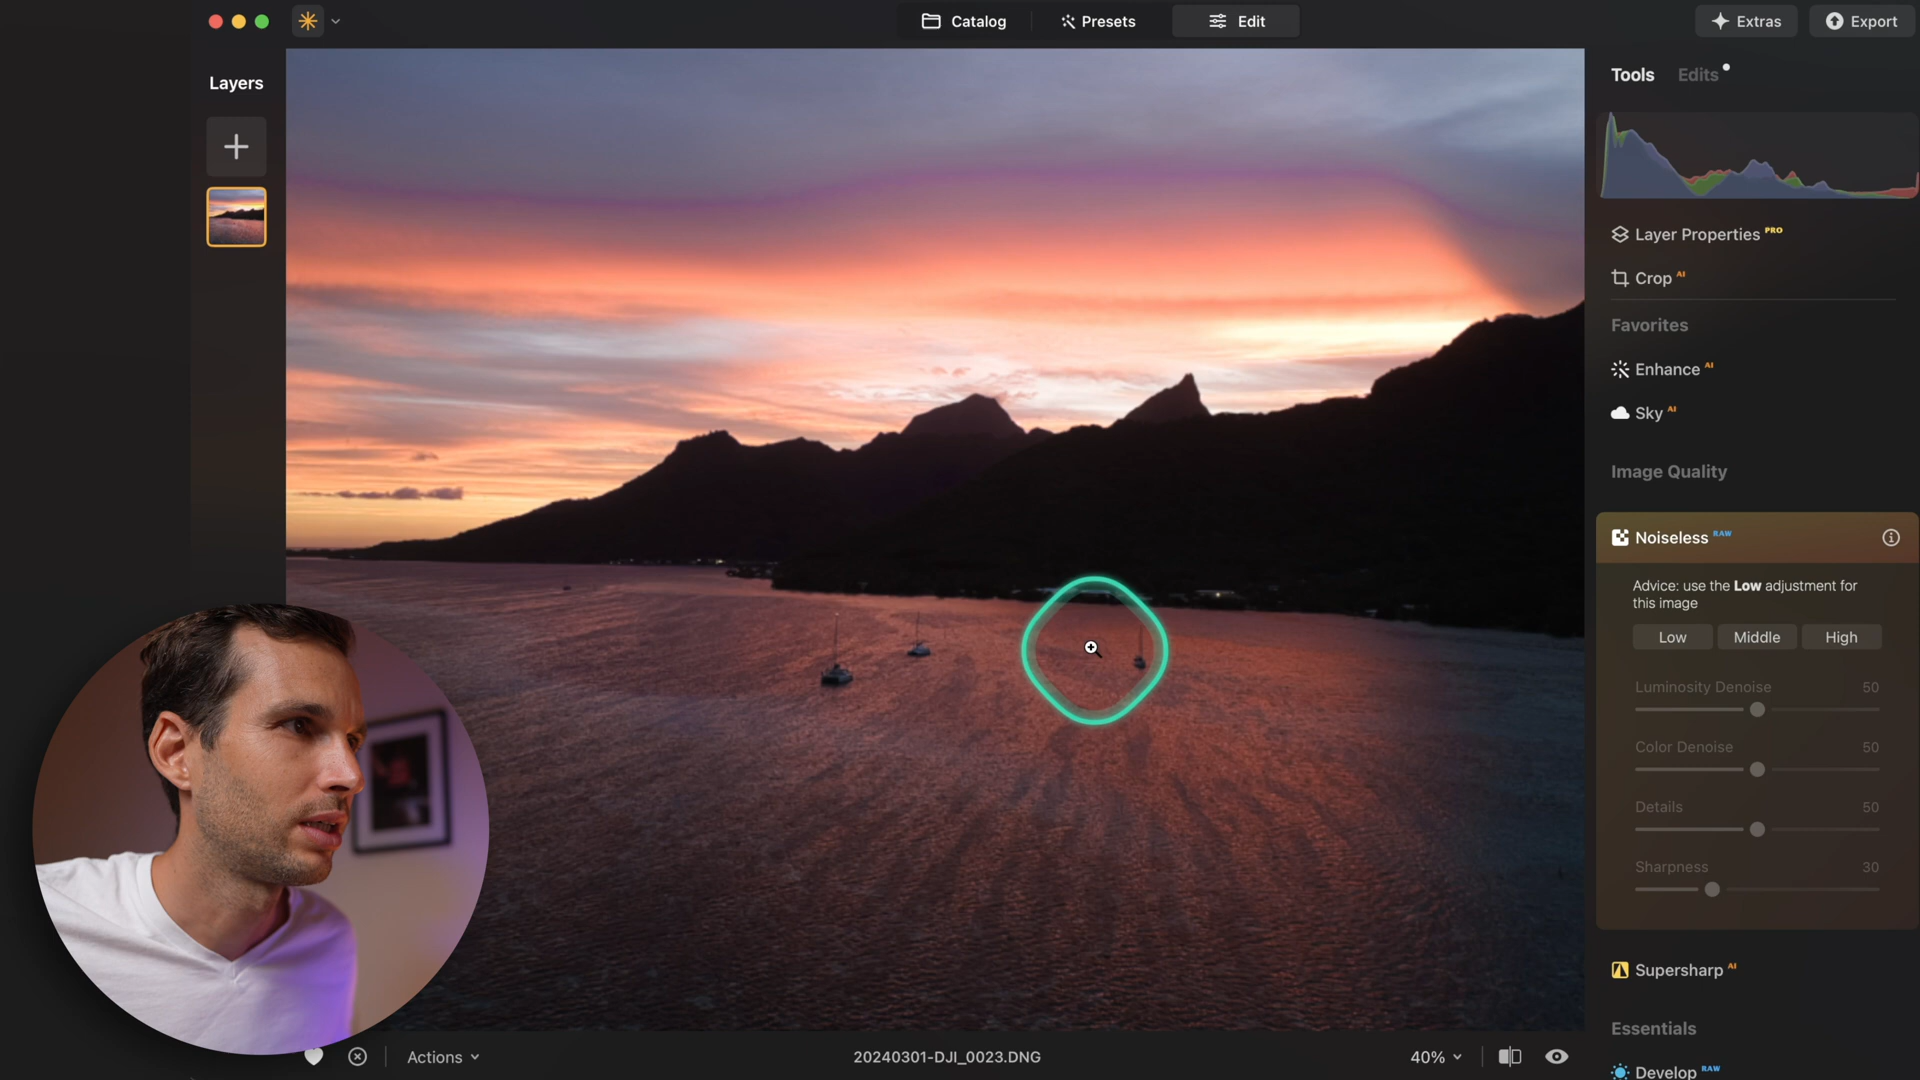 Catalog
Presets
Edit
Extras
Export
Layers
Tools
Edits
Layer Properties PRO
Crop AI
Favorites
Enhance AI
Sky AI
Image Quality
Noiseless RAW
Advice: use the Low adjustment for
this image
Low Middle High
Luminosity Denoise 50
Color Denoise 50
Details 50
Sharpness 30
Supersharp AI
Essentials
Develop RAW
Actions
20240301-DJI_0023.DNG
40%